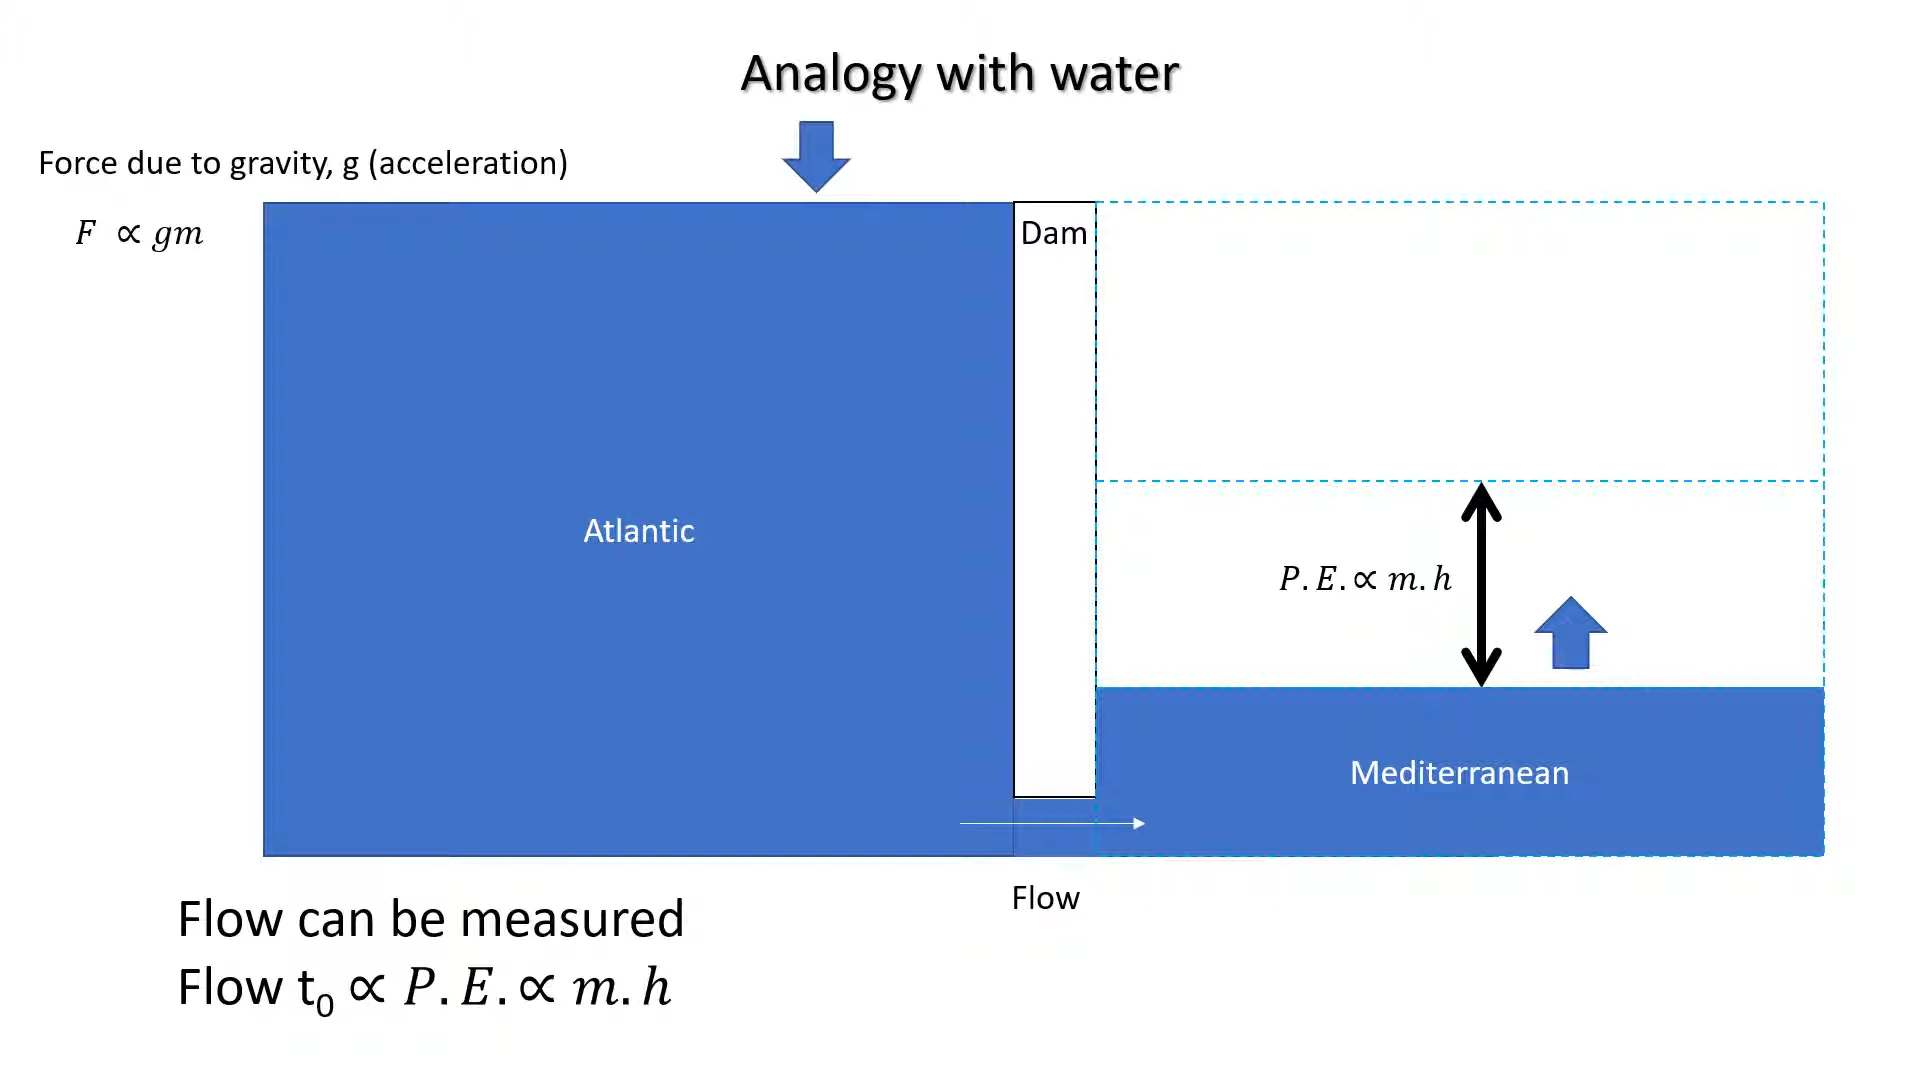 Analogy with water
Force due to gravity, g (acceleration)
F ∝ gm
Dam
Atlantic
P.E.∝ m.h
Mediterranean
Flow
Flow can be measured
Flow t₀ ∝ P.E.∝ m.h